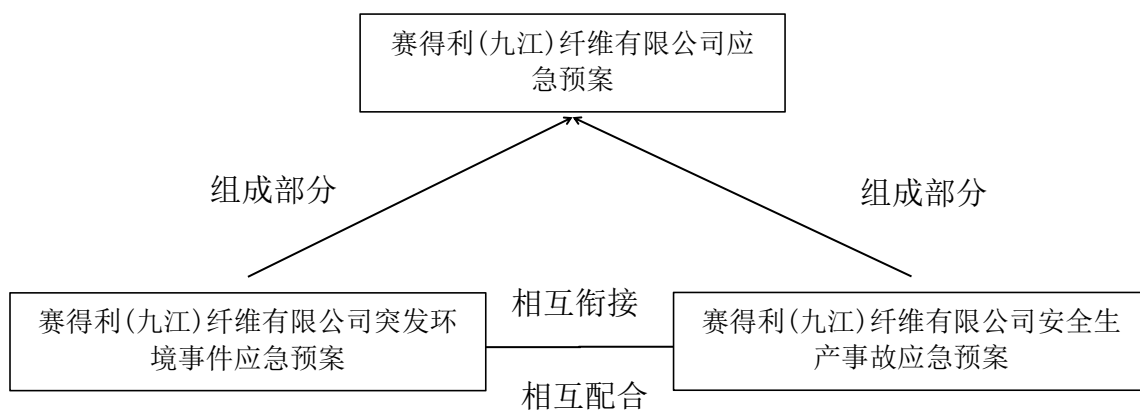 赛得利(九江)纤维有限公司应
急预案
组成部分
组成部分
相互衔接
赛得利(九江)纤维有限公司突发环
境事件应急预案
赛得利(九江)纤维有限公司安全生
产事故应急预案
相互配合